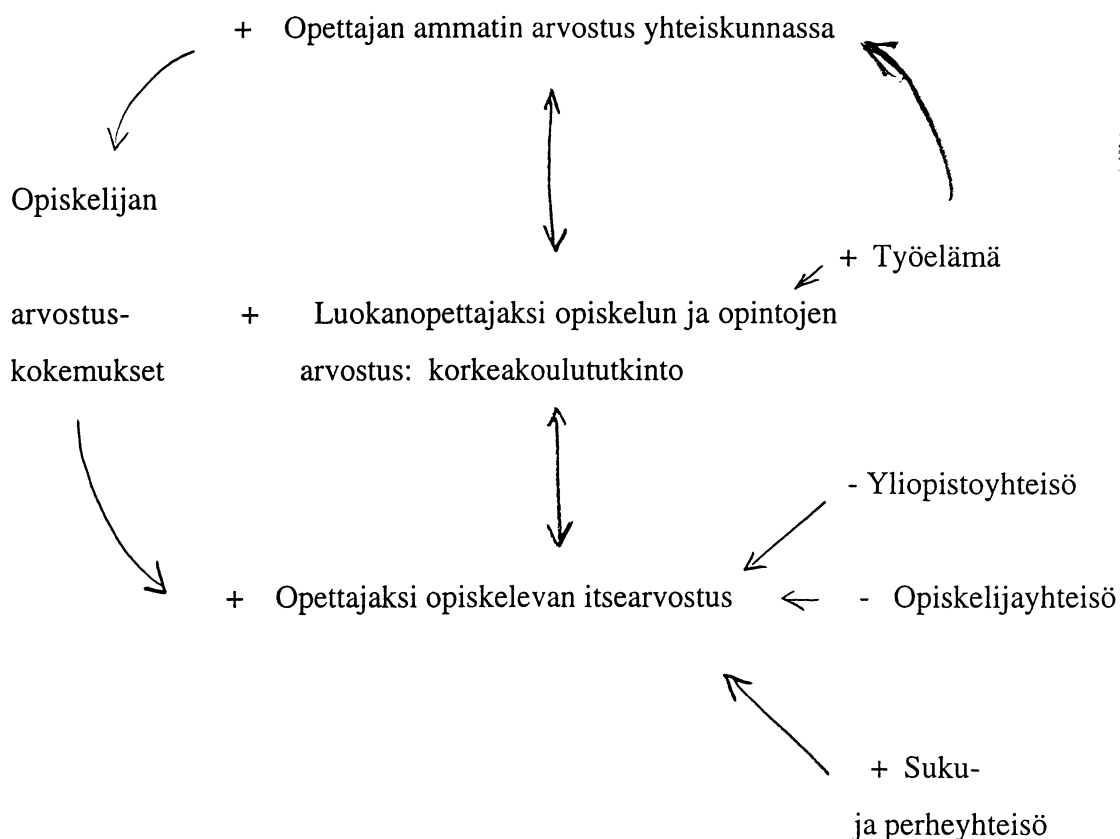 + Opettajan ammatin arvostus yhteiskunnassa
Opiskelijan
+ Työelämä
arvostus- + Luokanopettajaksi opiskelun ja opintojen
kokemukset arvostus: korkeakoulututkinto
- Yliopistoyhteisö
+ Opettajaksi opiskelevan itsearvostus - Opiskelijayhteisö
+ Suku-
ja perheyhteisö